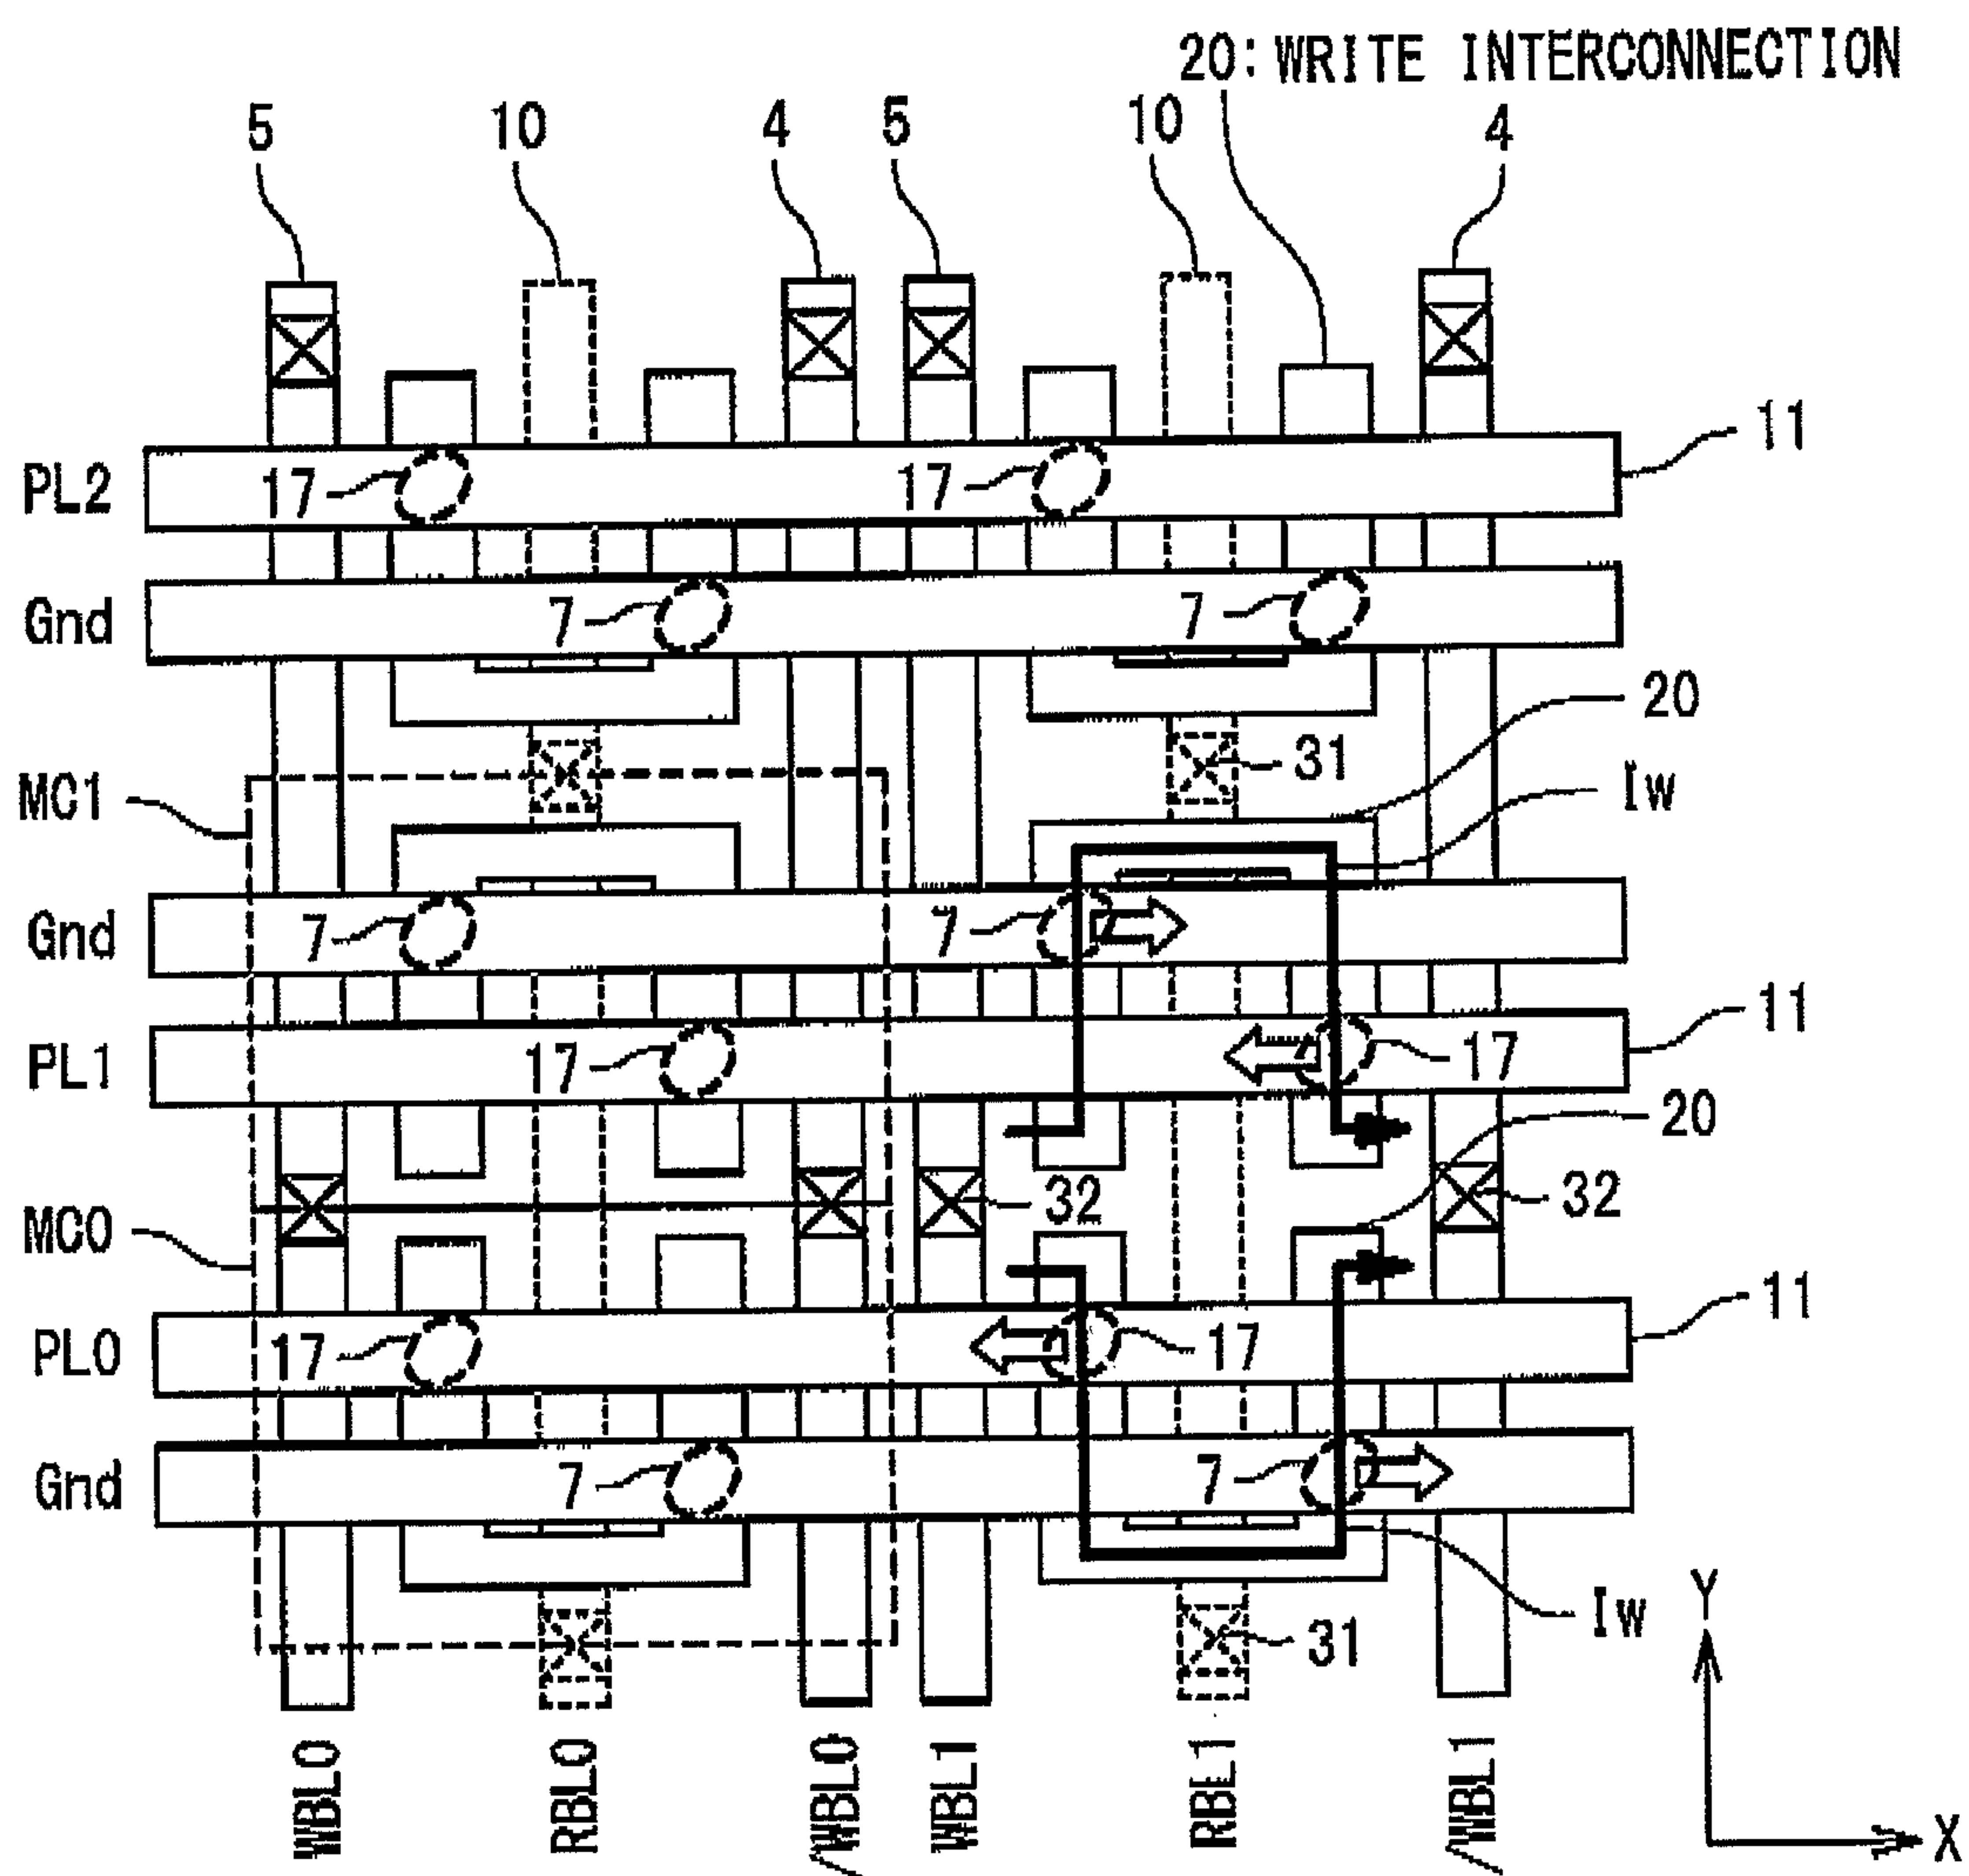 20: WRITE INTERCONNECTION
5
10
4
5
10
4
11
PL2
17
17
Gnd
7
7
20
31
Iw
MC1
Gnd
7
7
11
PL1
17
17
20
MC0
32
32
11
PL0
17
17
Gnd
7
7
Iw
31
Y
X
WBL0
RBL0
/WBL0
WBL1
RBL1
/WBL1